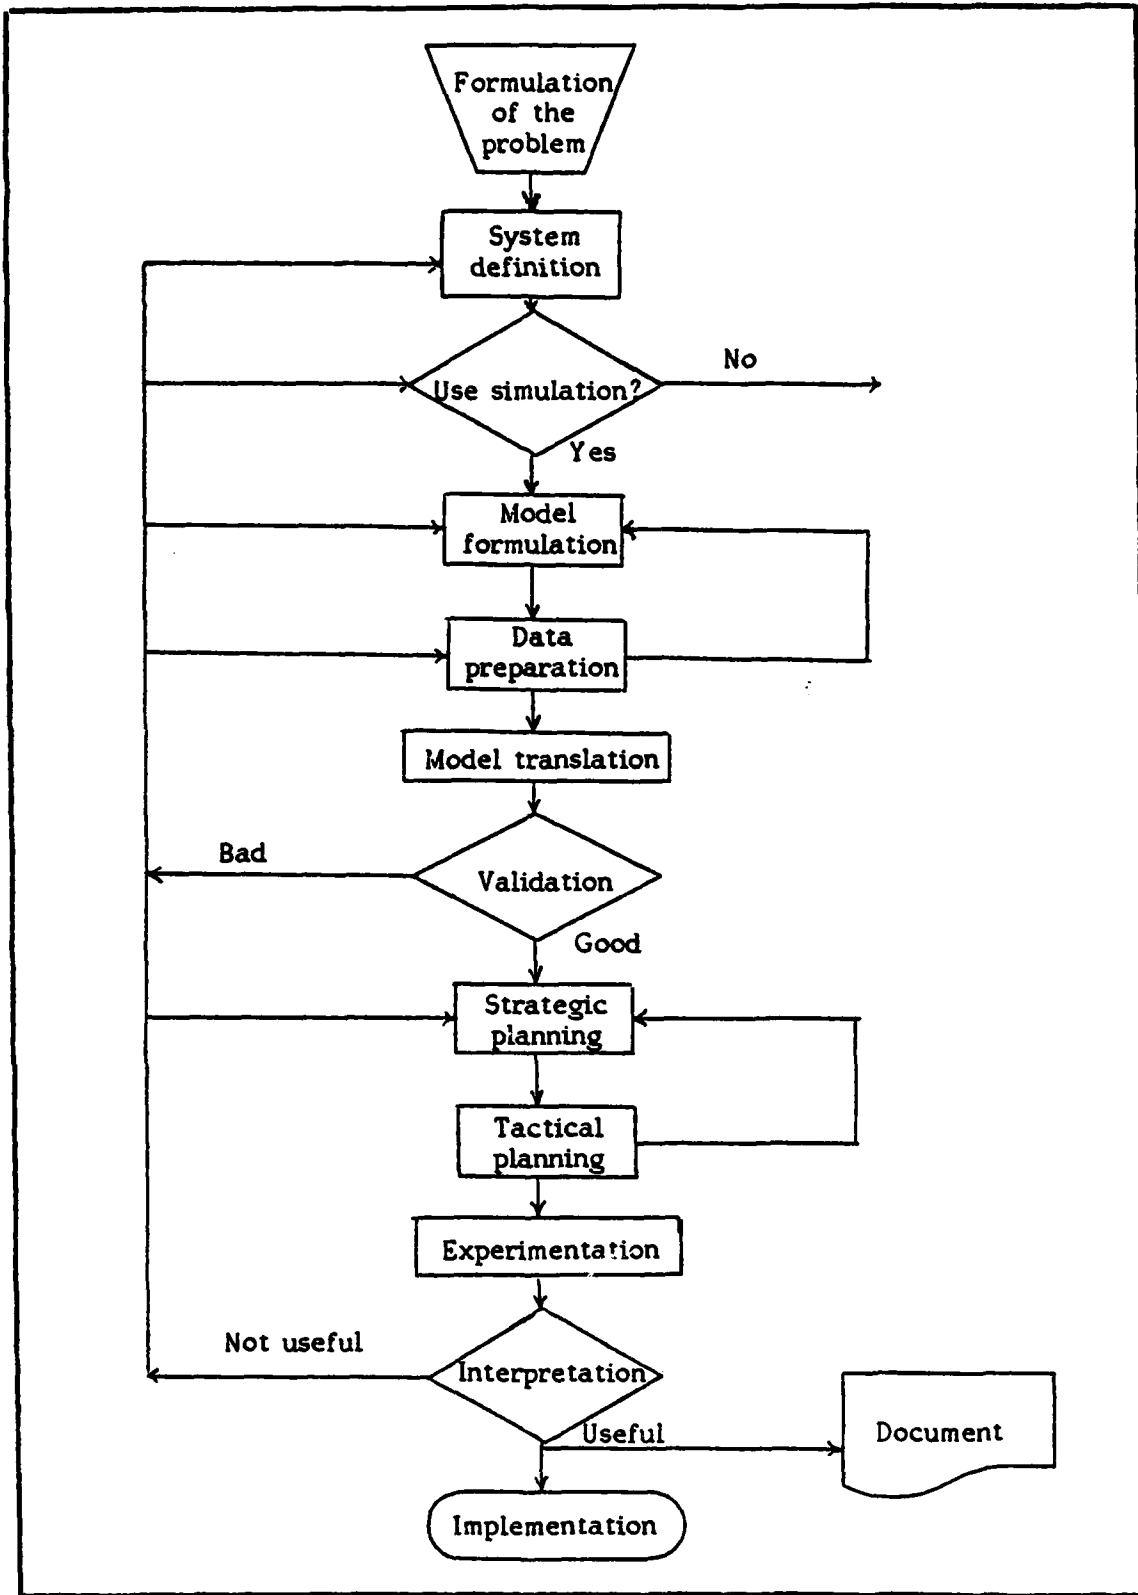 Formulation
of the
problem
System
definition
Use simulation?
No
Yes
Model
formulation
Data
preparation
Model translation
Bad
Validation
Good
Strategic
planning
Tactical
planning
Experimentation
Not useful
Interpretation
Useful
Document
Implementation